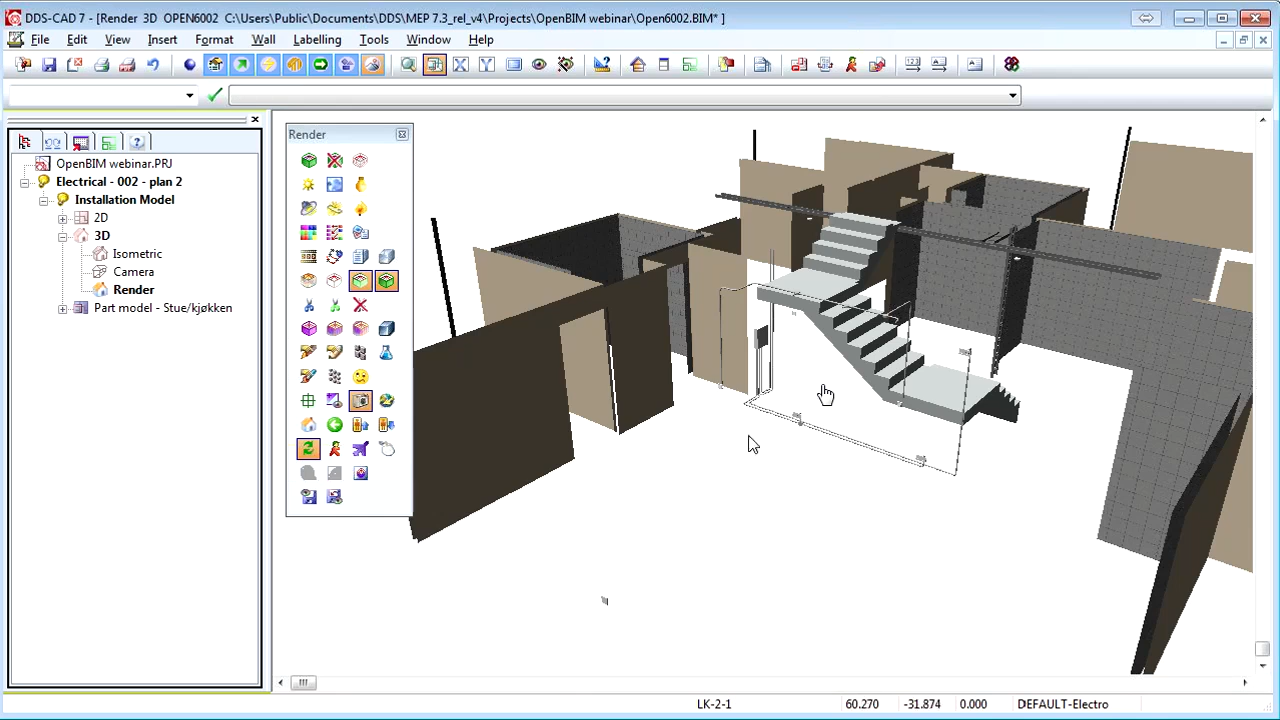 DDS-CAD 7 - [Render 3D OPEN6002 C:\Users\Public\Documents\DDS\MEP 7.3_rel_v4\Projects\OpenBIM webinar\Open6002.BIM* ]
File Edit View Insert Format Wall Labelling Tools Window Help
Render
OpenBIM webinar.PRJ
Electrical - 002 - plan 2
Installation Model
2D
3D
Isometric
Camera
Render
Part model - Stue/kjøkken
LK-2-1 60.270 -31.874 0.000 DEFAULT-Electro